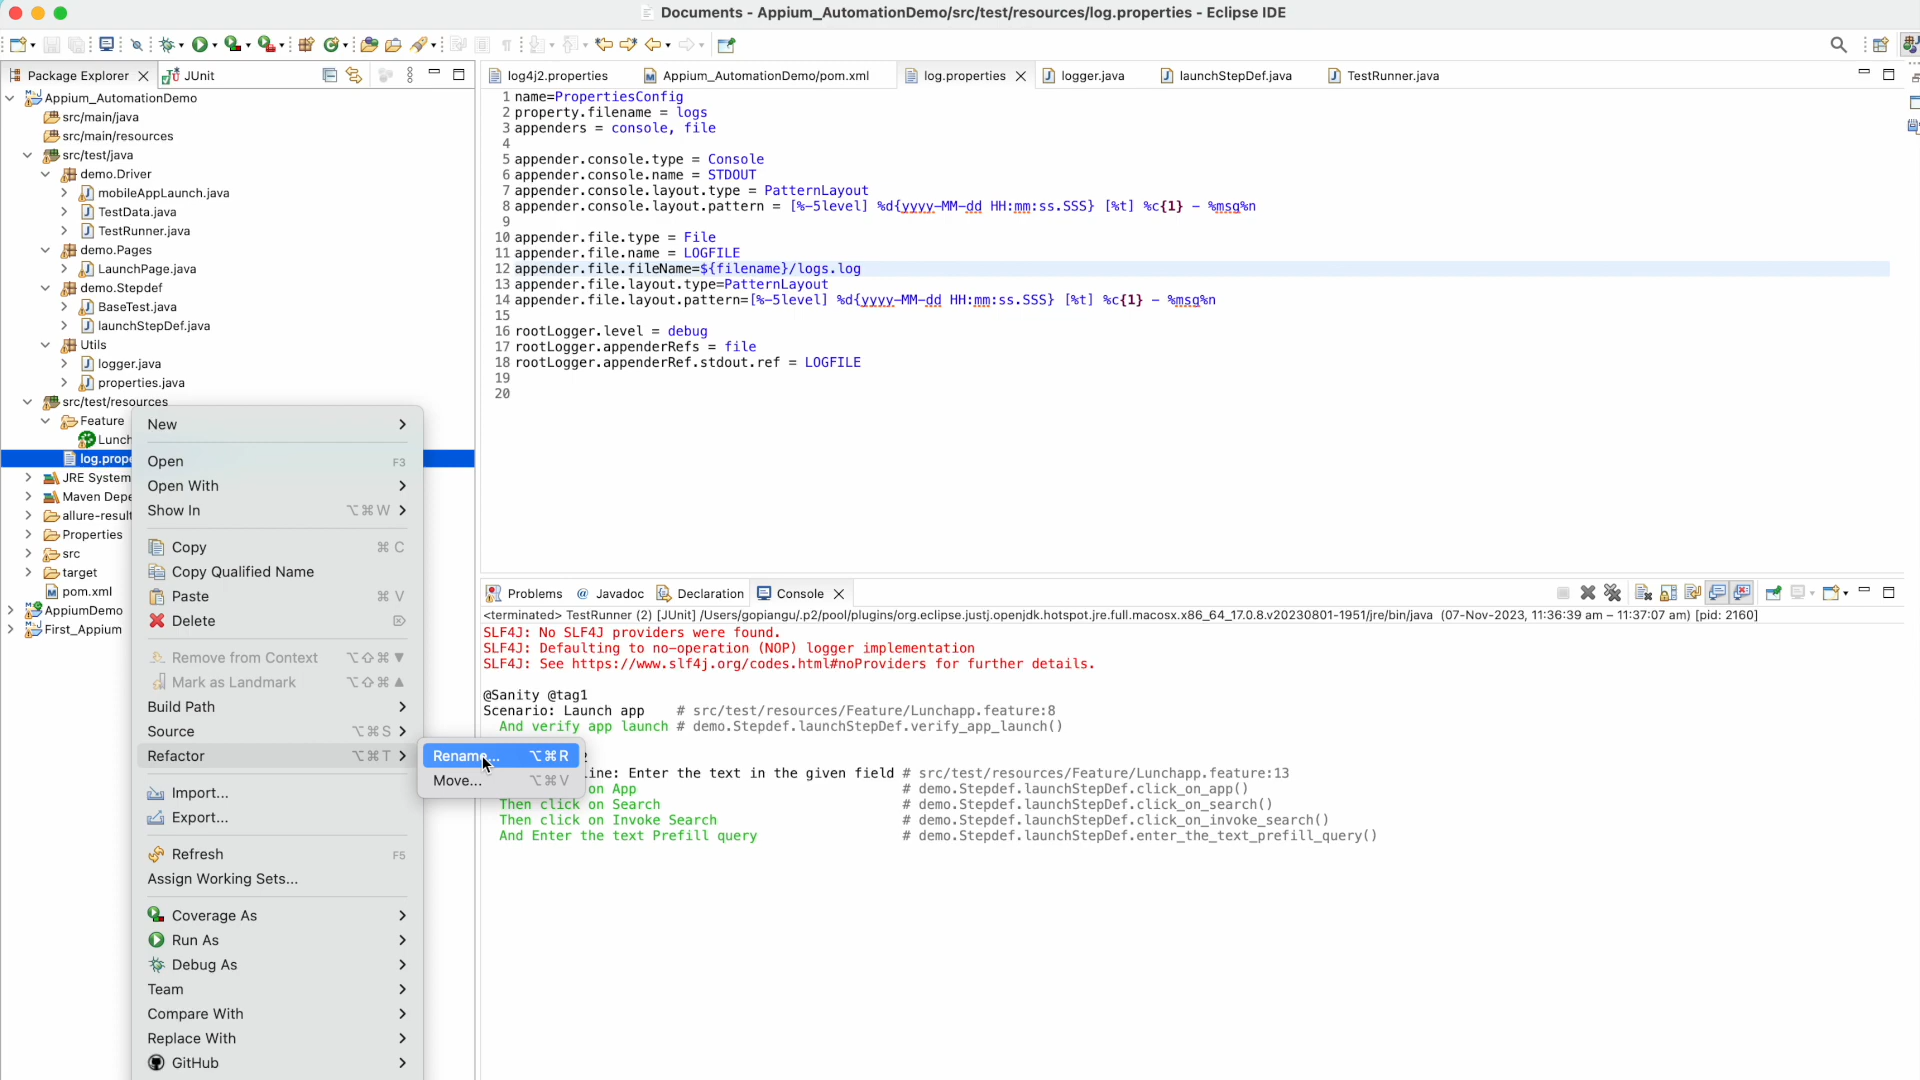 Documents - Appium_AutomationDemo/src/test/resources/log.properties - Eclipse IDE
Package Explorer
JUnit
Appium_AutomationDemo
src/main/java
src/main/resources
src/test/java
demo.Driver
mobileAppLaunch.java
TestData.java
TestRunner.java
demo.Pages
LaunchPage.java
demo.Stepdef
BaseTest.java
launchStepDef.java
Utils
logger.java
properties.java
src/test/resources
Feature
Lunch
log.prope
JRE System
Maven Depe
allure-result
Properties
src
target
pom.xml
AppiumDemo
First_Appium
New
Open F3
Open With
Show In ⌥⌘W
Copy ⌘C
Copy Qualified Name
Paste ⌘V
Delete ⌦
Remove from Context ⌥⇧⌘▼
Mark as Landmark ⌥⇧⌘▲
Build Path
Source ⌥⌘S
Refactor ⌥⌘T
Import...
Export...
Refresh F5
Assign Working Sets...
Coverage As
Run As
Debug As
Team
Compare With
Replace With
GitHub
Rename... ⌥⌘R
Move... ⌥⌘V
log4j2.properties
Appium_AutomationDemo/pom.xml
log.properties
logger.java
launchStepDef.java
TestRunner.java
1 name=PropertiesConfig
2 property.filename = logs
3 appenders = console, file
4
5 appender.console.type = Console
6 appender.console.name = STDOUT
7 appender.console.layout.type = PatternLayout
8 appender.console.layout.pattern = [%-5level] %d{yyyy-MM-dd HH:mm:ss.SSS} [%t] %c{1} - %msg%n
9
10 appender.file.type = File
11 appender.file.name = LOGFILE
12 appender.file.fileName=${filename}/logs.log
13 appender.file.layout.type=PatternLayout
14 appender.file.layout.pattern=[%-5level] %d{yyyy-MM-dd HH:mm:ss.SSS} [%t] %c{1} - %msg%n
15
16 rootLogger.level = debug
17 rootLogger.appenderRefs = file
18 rootLogger.appenderRef.stdout.ref = LOGFILE
19
20
Problems
@ Javadoc
Declaration
Console
<terminated> TestRunner (2) [JUnit] /Users/gopiangu/.p2/pool/plugins/org.eclipse.justj.openjdk.hotspot.jre.full.macosx.x86_64_17.0.8.v20230801-1951/jre/bin/java (07-Nov-2023, 11:36:39 am – 11:37:07 am) [pid: 2160]
SLF4J: No SLF4J providers were found.
SLF4J: Defaulting to no-operation (NOP) logger implementation
SLF4J: See https://www.slf4j.org/codes.html#noProviders for further details.
@Sanity @tag1
Scenario: Launch app # src/test/resources/Feature/Lunchapp.feature:8
And verify app launch # demo.Stepdef.launchStepDef.verify_app_launch()
2
line: Enter the text in the given field # src/test/resources/Feature/Lunchapp.feature:13
on App # demo.Stepdef.launchStepDef.click_on_app()
Then click on Search # demo.Stepdef.launchStepDef.click_on_search()
Then click on Invoke Search # demo.Stepdef.launchStepDef.click_on_invoke_search()
And Enter the text Prefill query # demo.Stepdef.launchStepDef.enter_the_text_prefill_query()